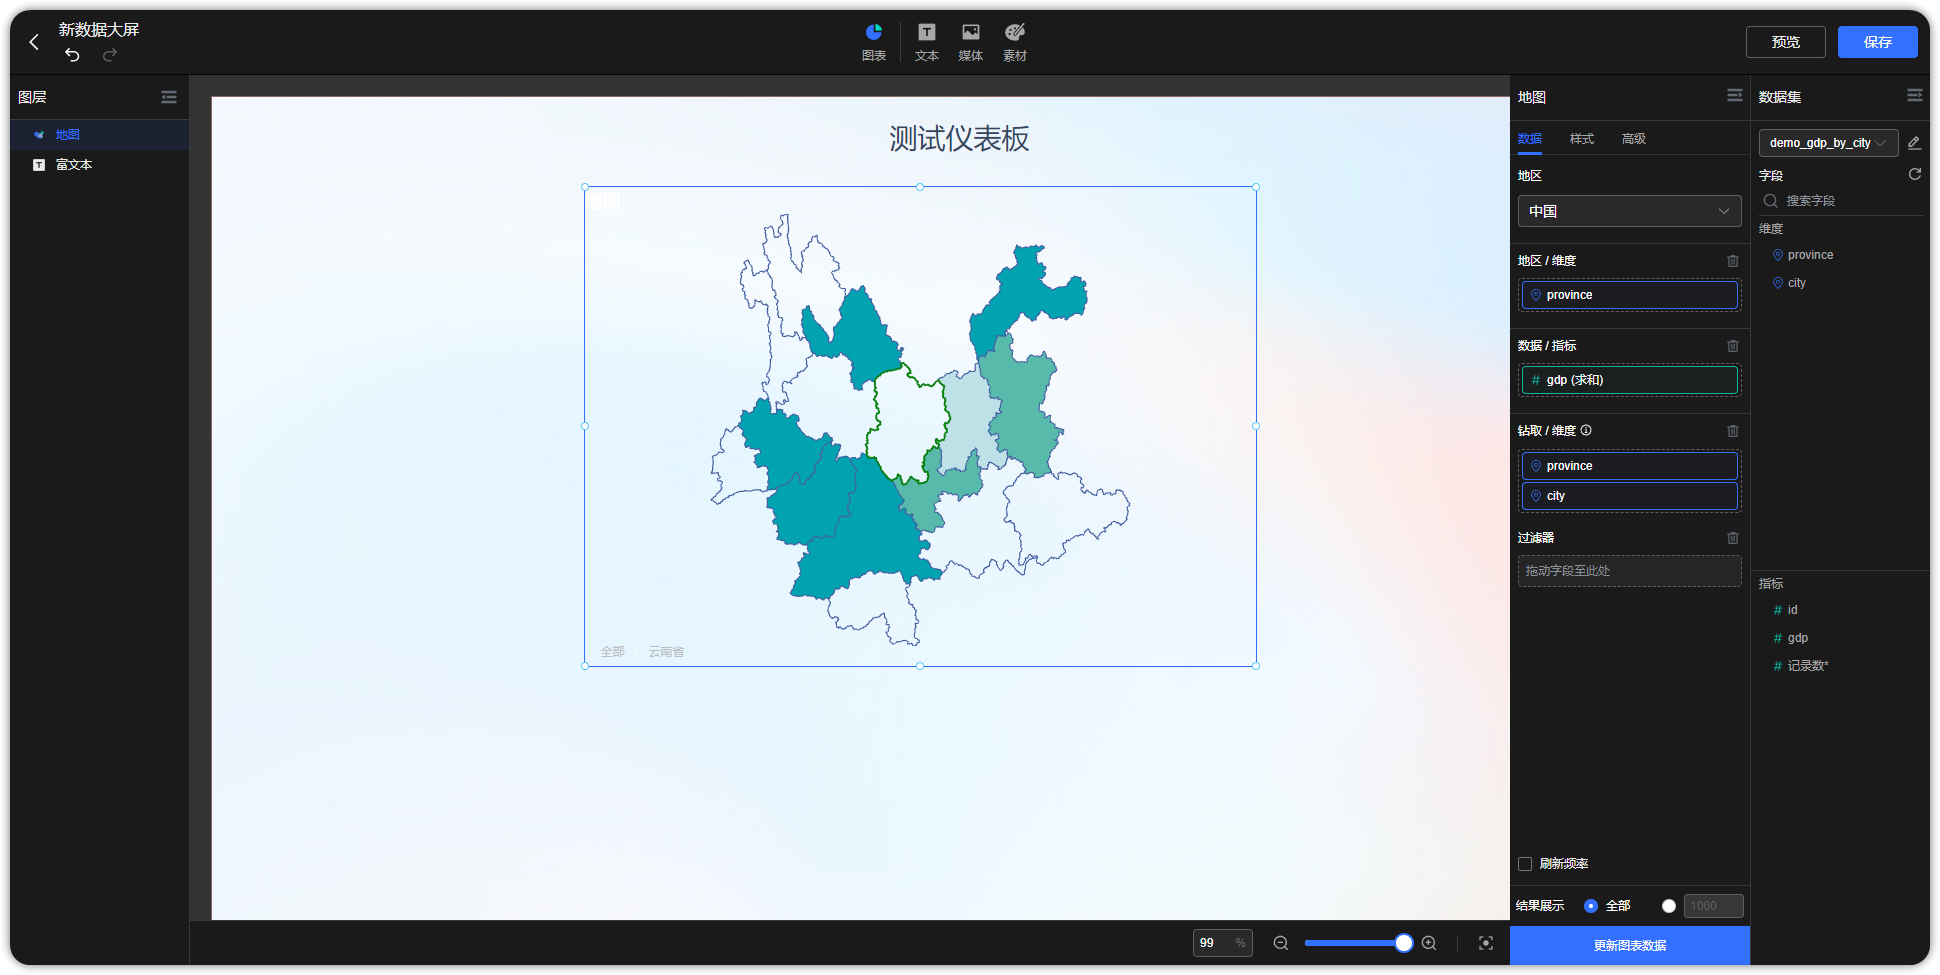 新数据大屏
图表
文本
媒体
素材
预览
保存
图层
地图
富文本
测试仪表板
全部
云南省
99 %
地图
数据
样式
高级
地区
中国
地区 / 维度
province
数据 / 指标
# gdp (求和)
钻取 / 维度
province
city
过滤器
拖动字段至此处
刷新频率
结果展示
全部
1000
更新图表数据
数据集
demo_gdp_by_city
字段
搜索字段
维度
province
city
指标
# id
# gdp
# 记录数*